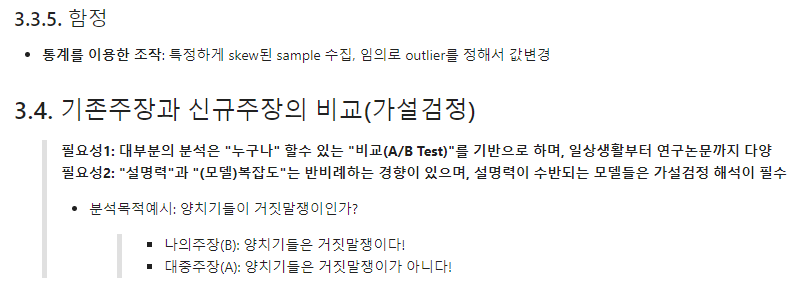 3.3.5. 함정
통계를 이용한 조작: 특정하게 skew된 sample 수집, 임의로 outlier를 정해서 값변경
3.4. 기존주장과 신규주장의 비교(가설검정)
필요성1: 대부분의 분석은 "누구나" 할수 있는 "비교(A/B Test)"를 기반으로 하며, 일상생활부터 연구논문까지 다양
필요성2: "설명력"과 "(모델)복잡도"는 반비례하는 경향이 있으며, 설명력이 수반되는 모델들은 가설검정 해석이 필수
분석목적예시: 양치기들이 거짓말쟁이인가?
나의주장(B): 양치기들은 거짓말쟁이다!
대중주장(A): 양치기들은 거짓말쟁이가 아니다!